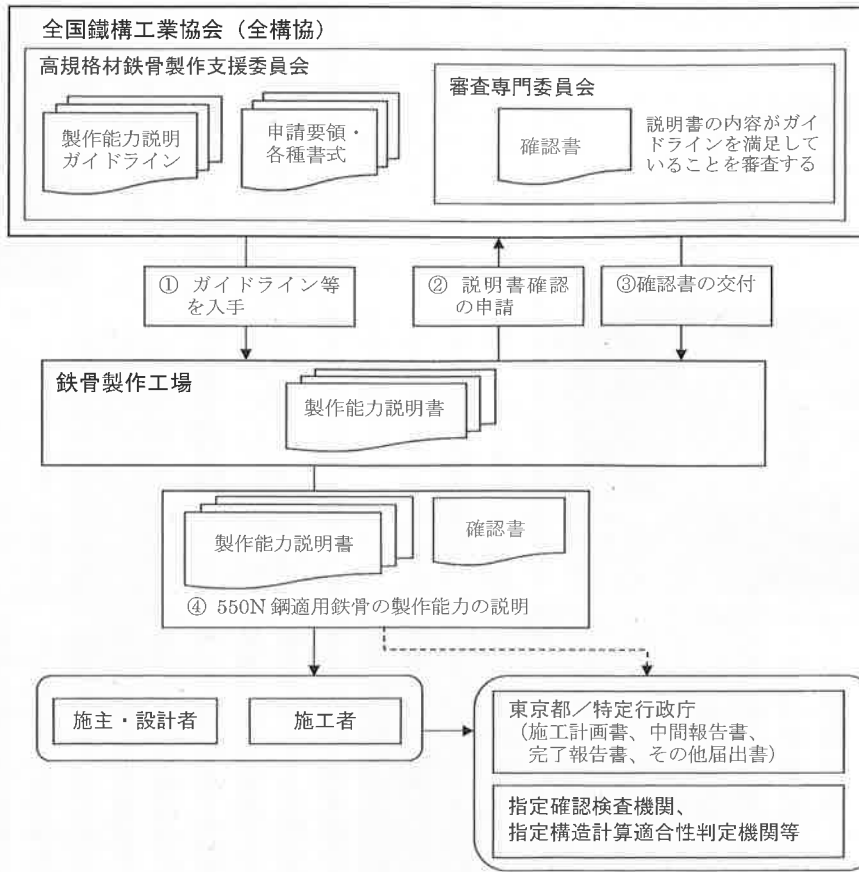 全国鐵構工業協会（全構協）
高規格材鉄骨製作支援委員会
製作能力説明
ガイドライン
申請要領・
各種書式
審査専門委員会
確認書
説明書の内容がガイ
ドラインを満足して
いることを審査する
① ガイドライン等
を入手
② 説明書確認
の申請
③確認書の交付
鉄骨製作工場
製作能力説明書
製作能力説明書
確認書
④ 550N 鋼適用鉄骨の製作能力の説明
施主・設計者
施工者
東京都／特定行政庁
（施工計画書、中間報告書、
完了報告書、その他届出書）
指定確認検査機関、
指定構造計算適合性判定機関等